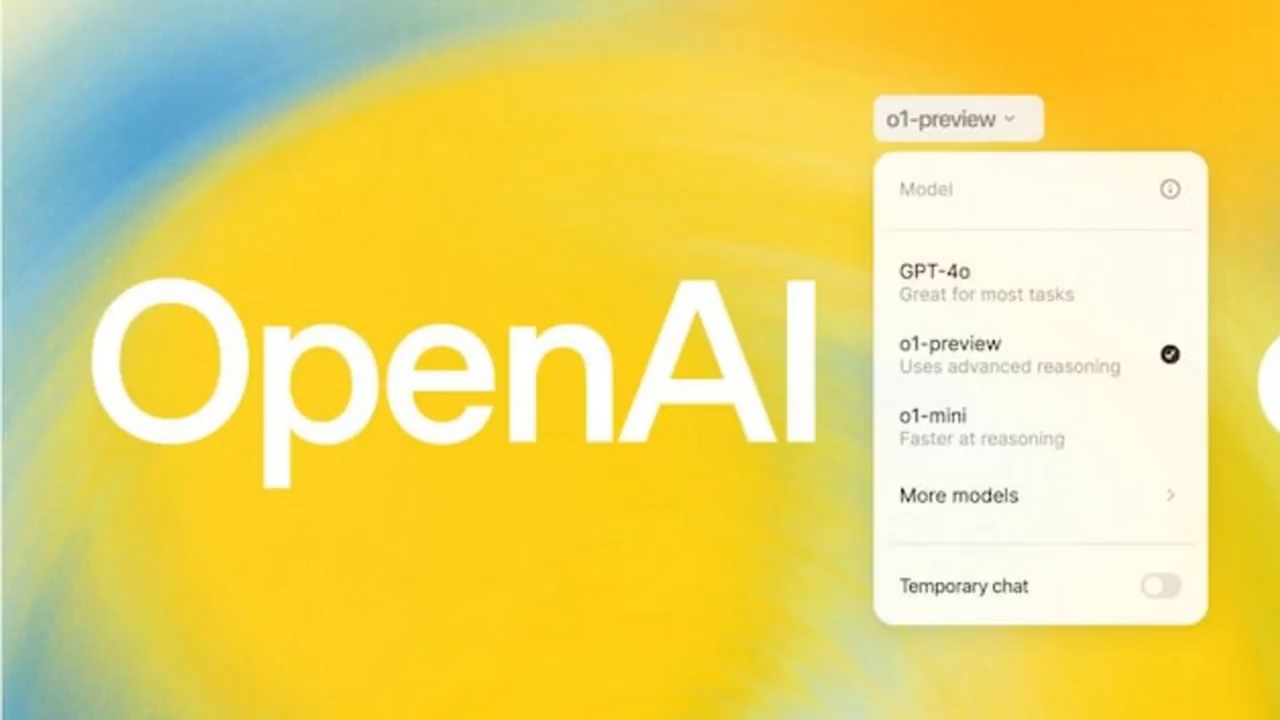 OpenAI
o1-preview
Model
GPT-4o
Great for most tasks
o1-preview
Uses advanced reasoning
o1-mini
Faster at reasoning
More models
Temporary chat